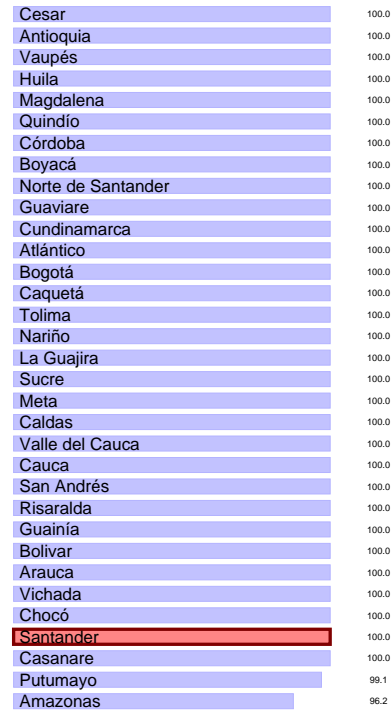 Cesar 100.0
Antioquia 100.0
Vaupés 100.0
Huila 100.0
Magdalena 100.0
Quindío 100.0
Córdoba 100.0
Boyacá 100.0
Norte de Santander 100.0
Guaviare 100.0
Cundinamarca 100.0
Atlántico 100.0
Bogotá 100.0
Caquetá 100.0
Tolima 100.0
Nariño 100.0
La Guajira 100.0
Sucre 100.0
Meta 100.0
Caldas 100.0
Valle del Cauca 100.0
Cauca 100.0
San Andrés 100.0
Risaralda 100.0
Guainía 100.0
Bolivar 100.0
Arauca 100.0
Vichada 100.0
Chocó 100.0
Santander 100.0
Casanare 100.0
Putumayo 99.1
Amazonas 96.2